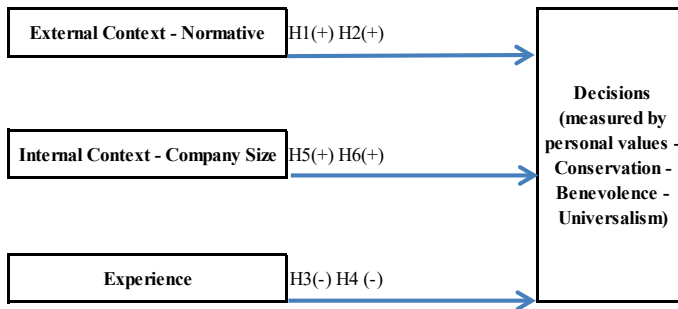 External Context - Normative
H1(+) H2(+)
Internal Context - Company Size
H5(+) H6(+)
Experience
H3(-) H4 (-)
Decisions
(measured by
personal values -
Conservation -
Benevolence -
Universalism)